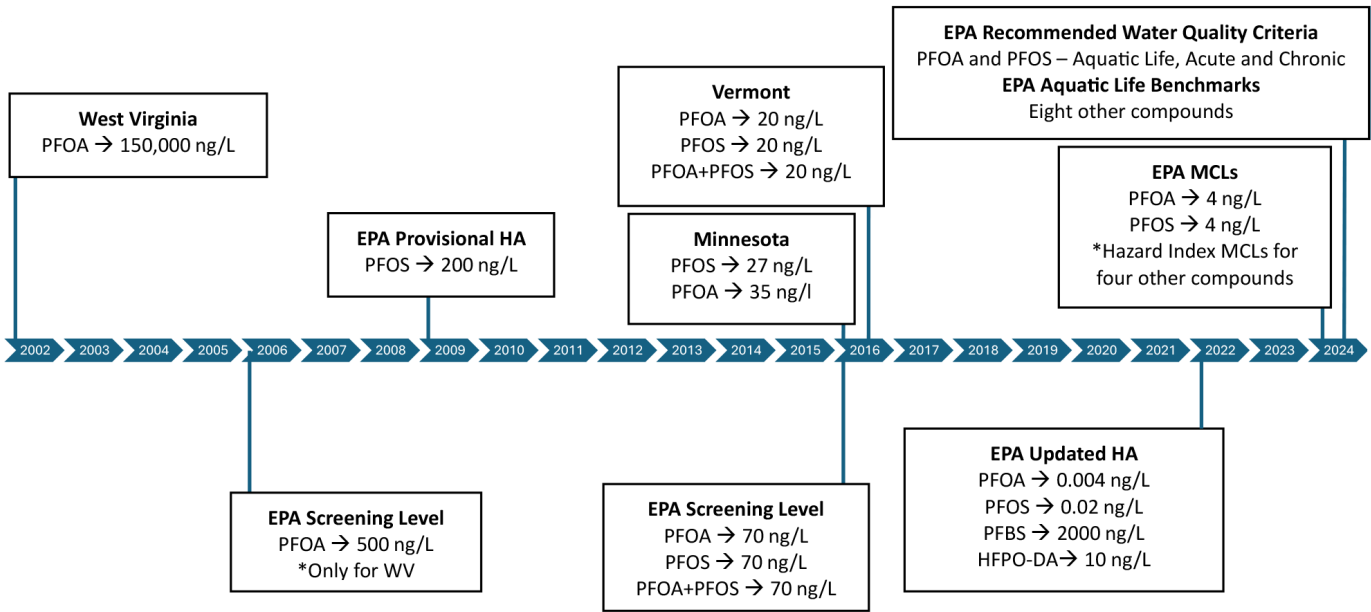 West Virginia
PFOA → 150,000 ng/L
EPA Provisional HA
PFOS → 200 ng/L
Vermont
PFOA → 20 ng/L
PFOS → 20 ng/L
PFOA+PFOS → 20 ng/L
Minnesota
PFOS → 27 ng/L
PFOA → 35 ng/l
EPA Recommended Water Quality Criteria
PFOA and PFOS – Aquatic Life, Acute and Chronic
EPA Aquatic Life Benchmarks
Eight other compounds
EPA MCLs
PFOA → 4 ng/L
PFOS → 4 ng/L
*Hazard Index MCLs for
four other compounds
2002 2003 2004 2005 2006 2007 2008 2009 2010 2011 2012 2013 2014 2015 2016 2017 2018 2019 2020 2021 2022 2023 2024
EPA Screening Level
PFOA → 500 ng/L
*Only for WV
EPA Screening Level
PFOA → 70 ng/L
PFOS → 70 ng/L
PFOA+PFOS → 70 ng/L
EPA Updated HA
PFOA → 0.004 ng/L
PFOS → 0.02 ng/L
PFBS → 2000 ng/L
HFPO-DA→ 10 ng/L